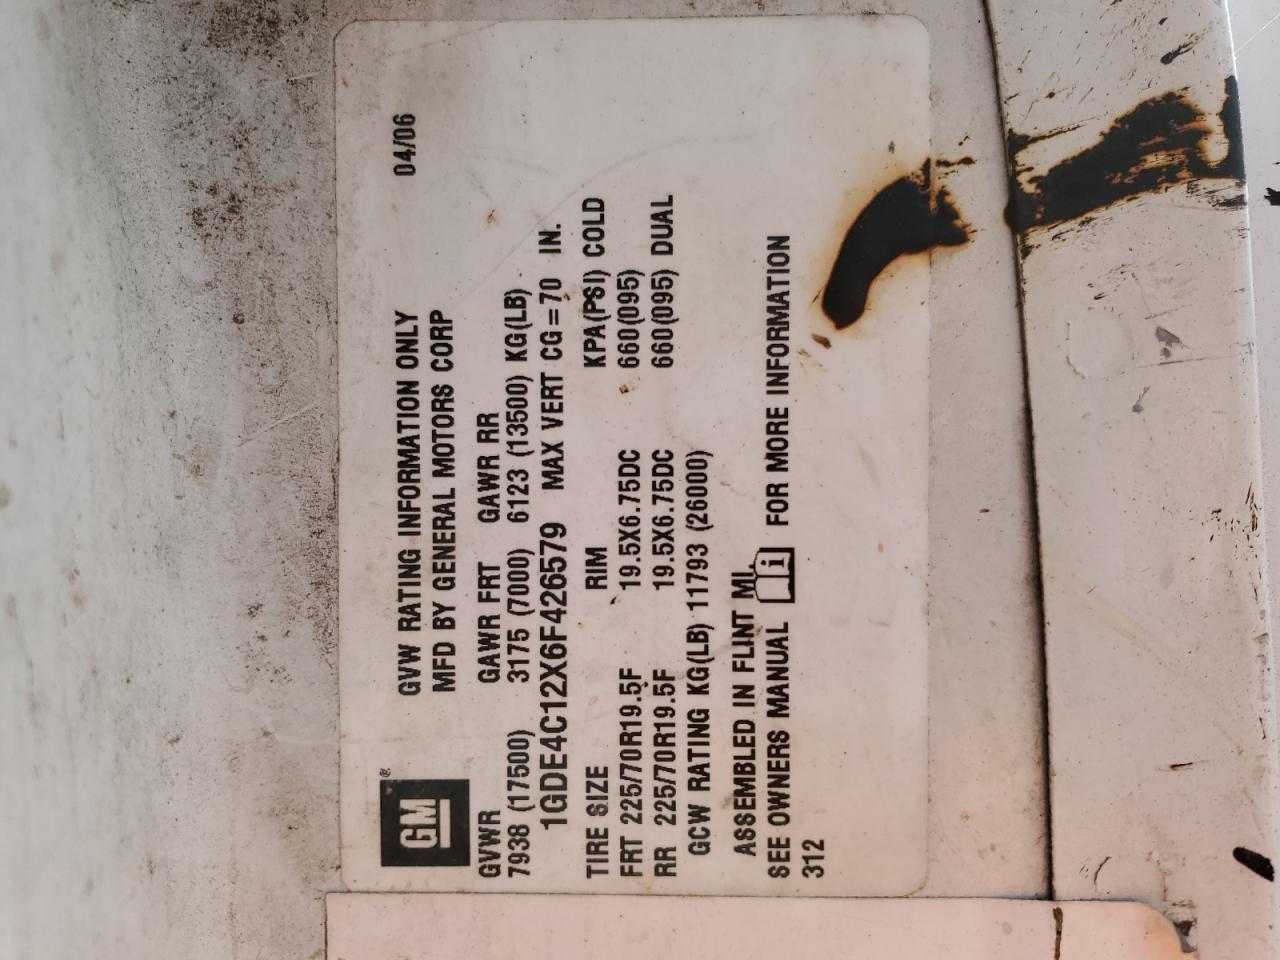 GM®
GVW RATING INFORMATION ONLY 04/06
MFD BY GENERAL MOTORS CORP
GVWR GAWR FRT GAWR RR
7938 (17500) 3175 (7000) 6123 (13500) KG(LB)
1GDE4C12X6F426579 MAX VERT CG=70 IN.
TIRE SIZE RIM KPA(PSI) COLD
FRT 225/70R19.5F 19.5X6.75DC 660(095)
RR 225/70R19.5F 19.5X6.75DC 660(095) DUAL
GCW RATING KG(LB) 11793 (26000)
ASSEMBLED IN FLINT MI.
SEE OWNERS MANUAL i FOR MORE INFORMATION
312